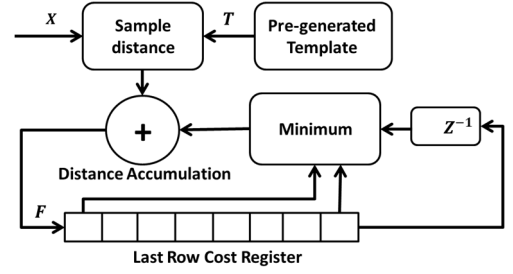 X
Sample
distance
T
Pre-generated
Template
+
Minimum
Z⁻¹
Distance Accumulation
F
Last Row Cost Register